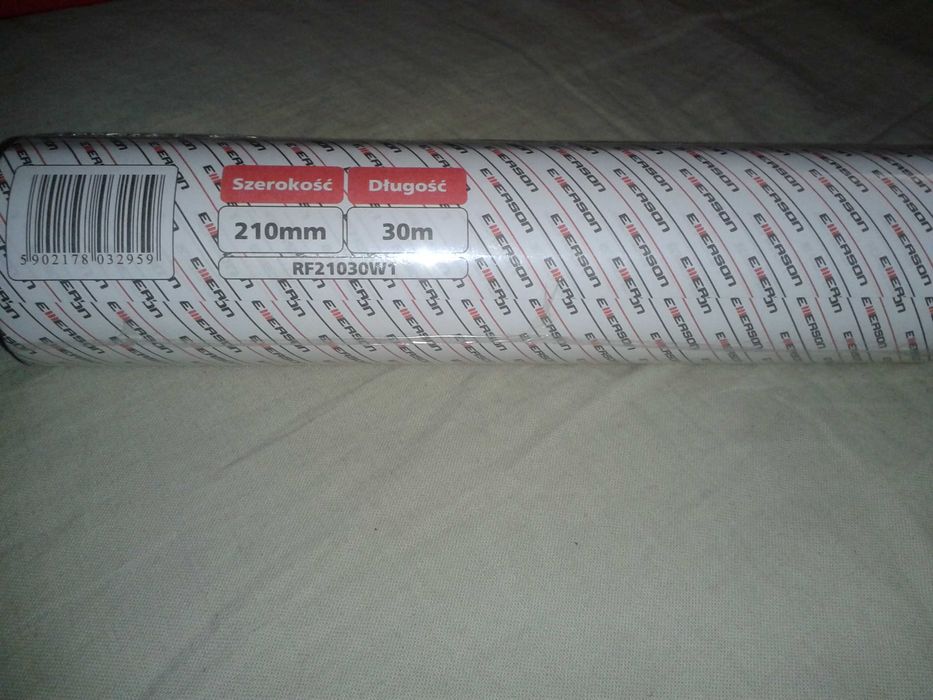 Szerokość Długość
210mm 30m
RF21030W1
5902178032959
EMERSON